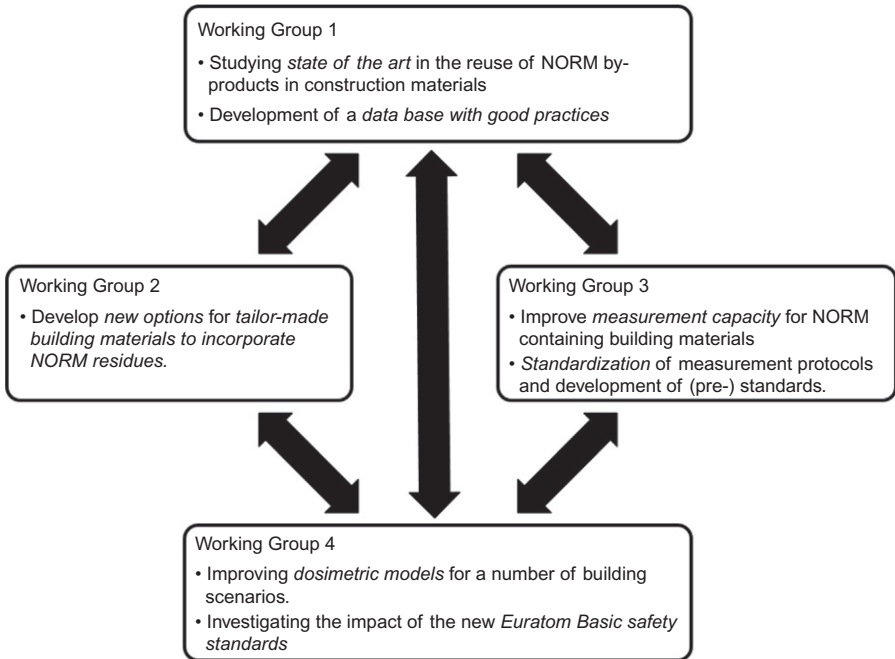 Working Group 1
• Studying state of the art in the reuse of NORM by-
products in construction materials
• Development of a data base with good practices
Working Group 2
• Develop new options for tailor-made
building materials to incorporate
NORM residues.
Working Group 3
• Improve measurement capacity for NORM
containing building materials
• Standardization of measurement protocols
and development of (pre-) standards.
Working Group 4
• Improving dosimetric models for a number of building
scenarios.
• Investigating the impact of the new Euratom Basic safety
standards